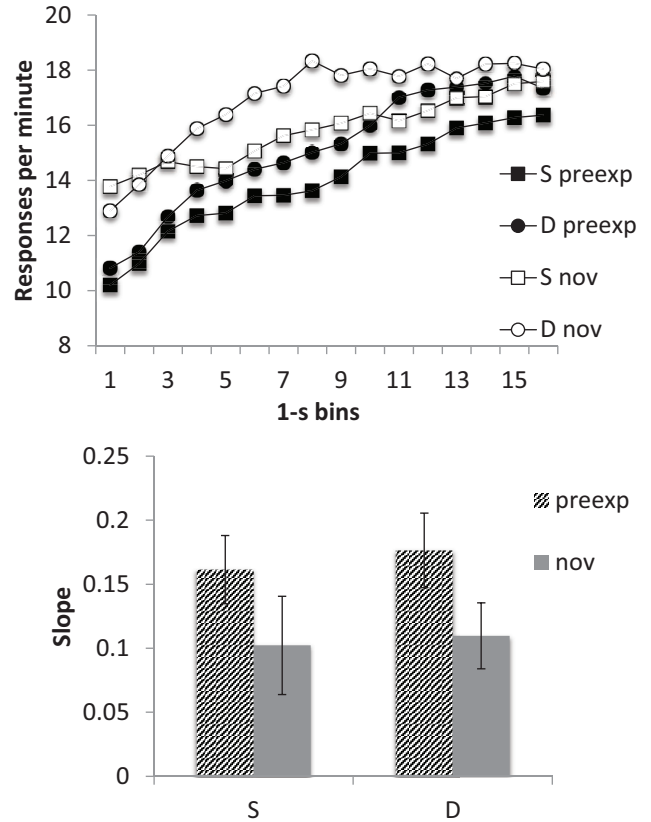 Responses per minute
20
18
16
14
12
10
8
1 3 5 7 9 11 13 15
1-s bins
S preexp
D preexp
S nov
D nov
Slope
0.25
0.2
0.15
0.1
0.05
0
S D
preexp
nov